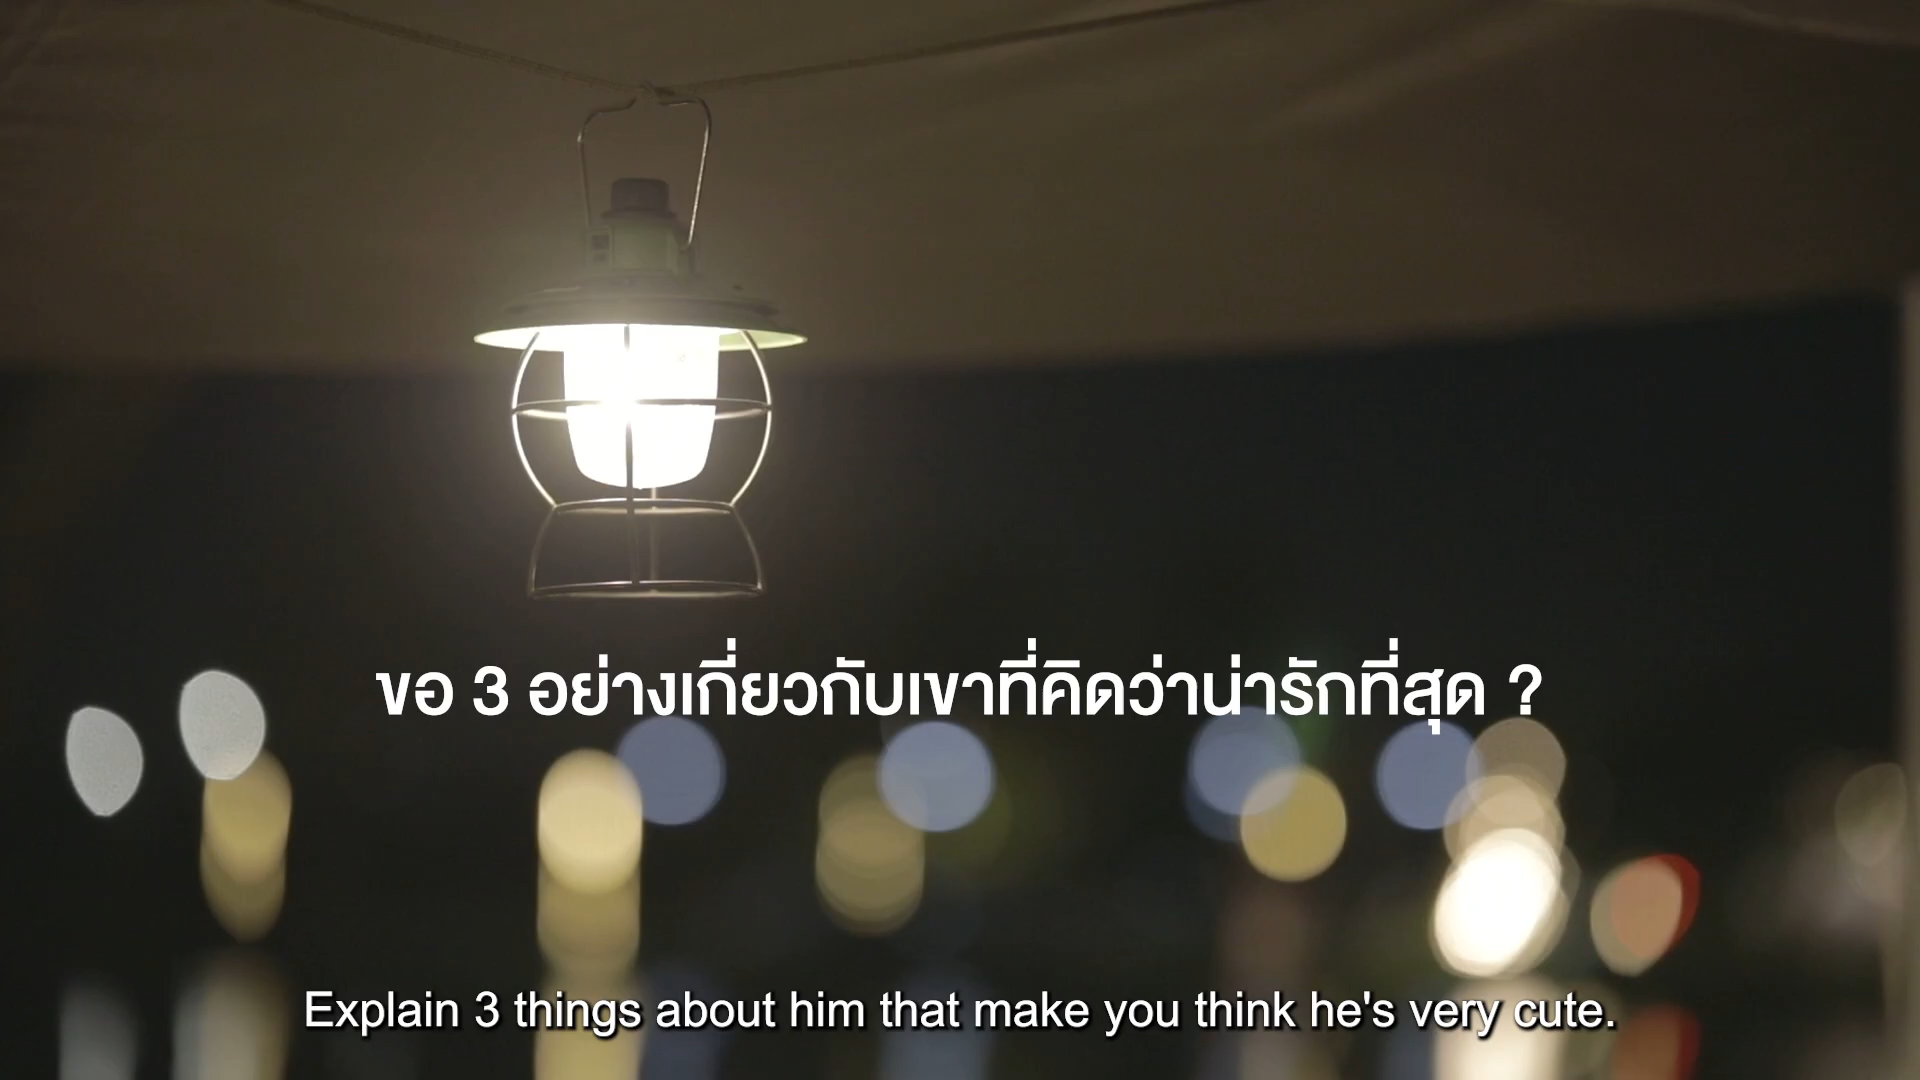 ขอ 3 อย่างเกี่ยวกับเขาที่คิดว่าน่ารักที่สุด ?
Explain 3 things about him that make you think he's very cute.